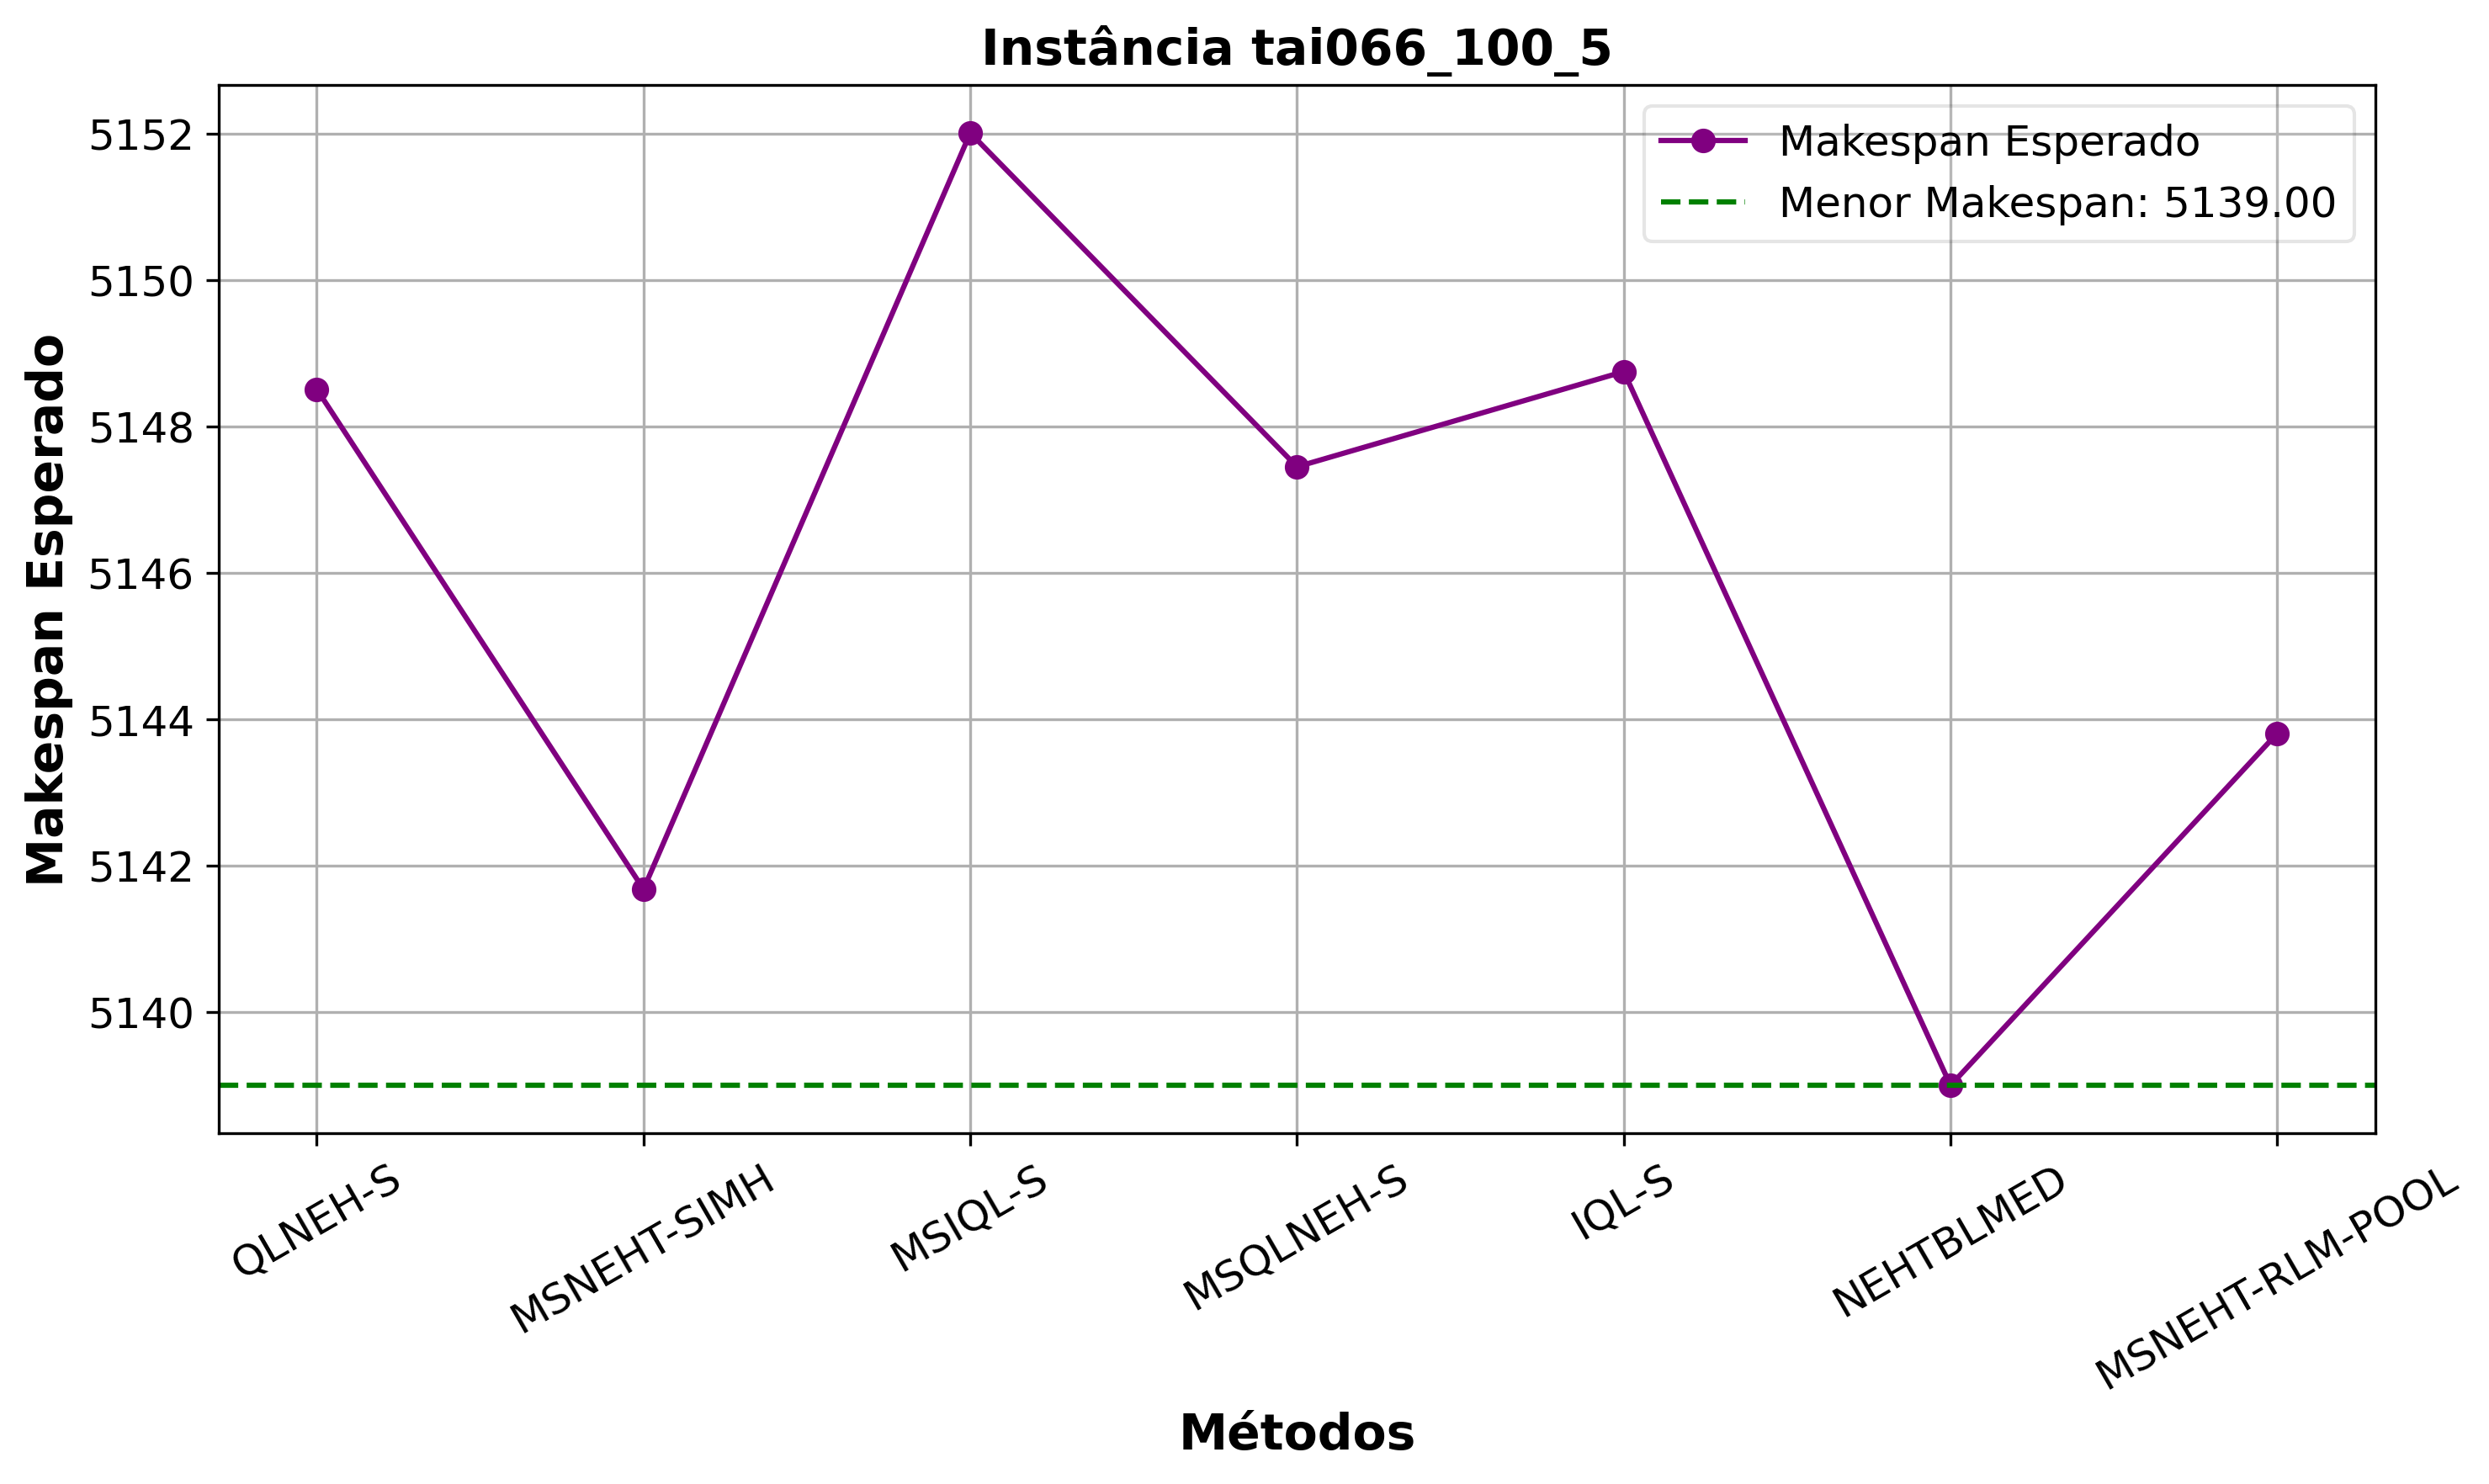 Instância tai066_100_5
Makespan Esperado
Menor Makespan: 5139.00
Makespan Esperado
5152
5150
5148
5146
5144
5142
5140
QLNEH-S
MSNEHT-SIMH
MSIQL-S
MSQLNEH-S
IQL-S
NEHTBLMED
MSNEHT-RLM-POOL
Métodos